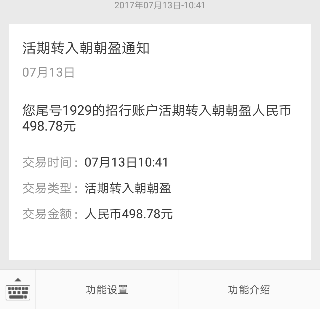 2017年07月13日-10:41
活期转入朝朝盈通知
07月13日
您尾号1929的招行账户活期转入朝朝盈人民币
498.78元
交易时间：07月13日10:41
交易类型：活期转入朝朝盈
交易金额：人民币498.78元
功能设置
功能介绍